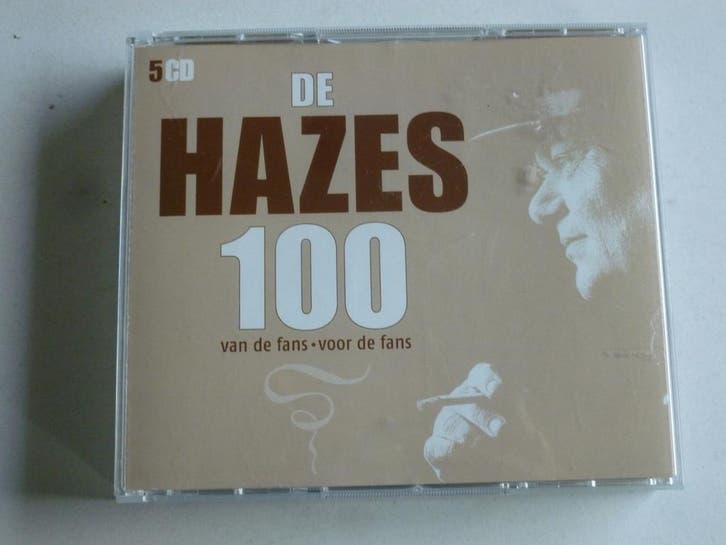 5CD
DE
HAZES
100
van de fans • voor de fans